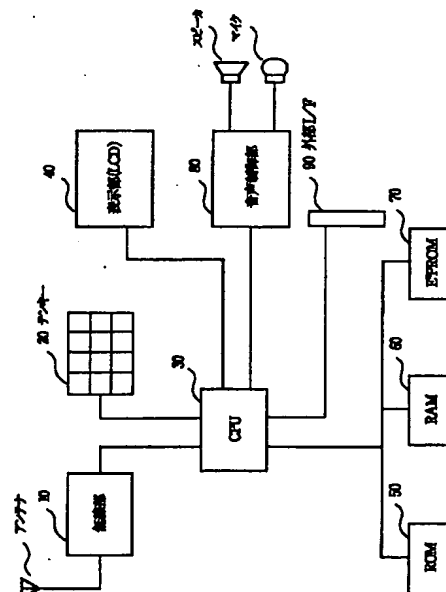 アンテナ
10
無線部
20 テンキー
40
表示部(LCD)
スピーカ
マイク
80
音声制御部
30
CPU
90 外部I/F
50
ROM
60
RAM
70
E²PROM